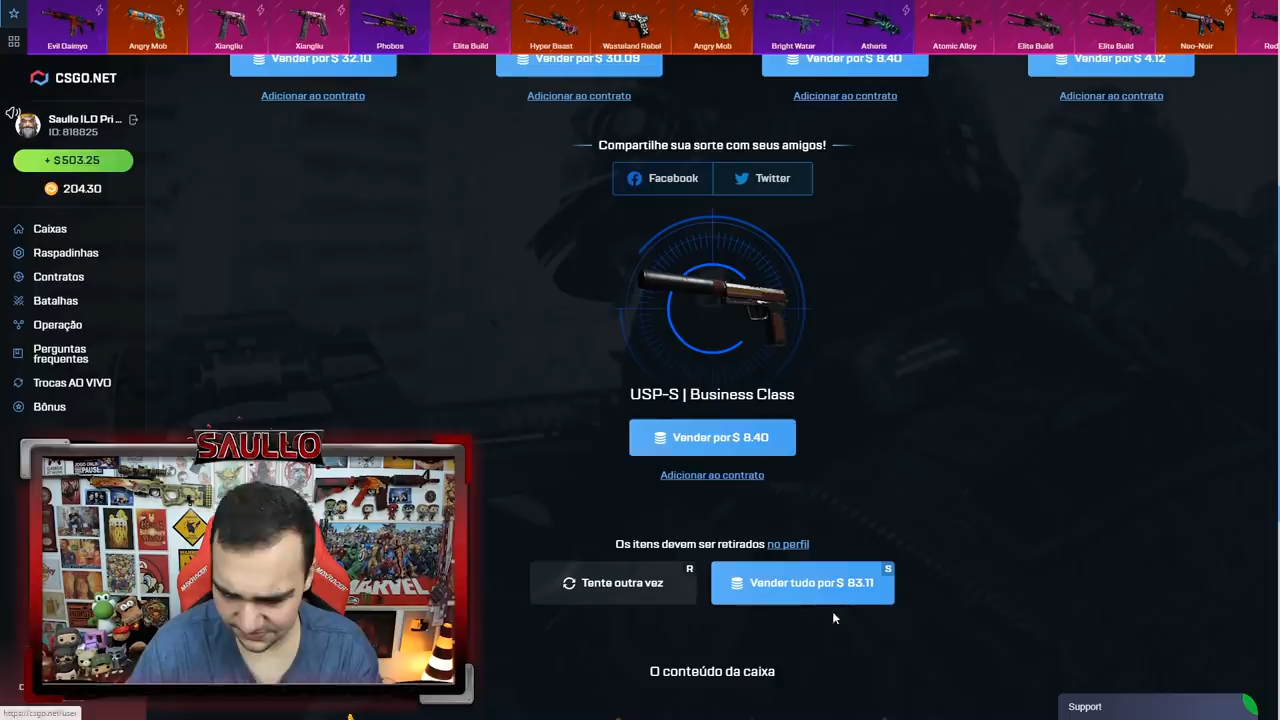 Evil Daimyo
Angry Mob
Xiangliu
Xiangliu
Phobos
Elite Build
Hyper Beast
Wasteland Rebel
Angry Mob
Bright Water
Atheris
Atomic Alloy
Elite Build
Elite Build
Neo-Noir
CSGO.NET
Saullo ILD Pri ...
ID: 818825
+ $503.25
204.30
Caixas
Raspadinhas
Contratos
Batalhas
Operação
Perguntas
frequentes
Trocas AO VIVO
Bônus
Vender por $ 32.10
Vender por $ 30.09
Vender por $ 8.40
Vender por $ 4.12
Adicionar ao contrato
Adicionar ao contrato
Adicionar ao contrato
Adicionar ao contrato
Compartilhe sua sorte com seus amigos!
Facebook
Twitter
USP-S | Business Class
Vender por $ 8.40
Adicionar ao contrato
Os itens devem ser retirados no perfil
Tente outra vez
R
Vender tudo por $ 83.11
S
O conteúdo da caixa
SAULLO
MARVEL
https://csgo.net/user
Support